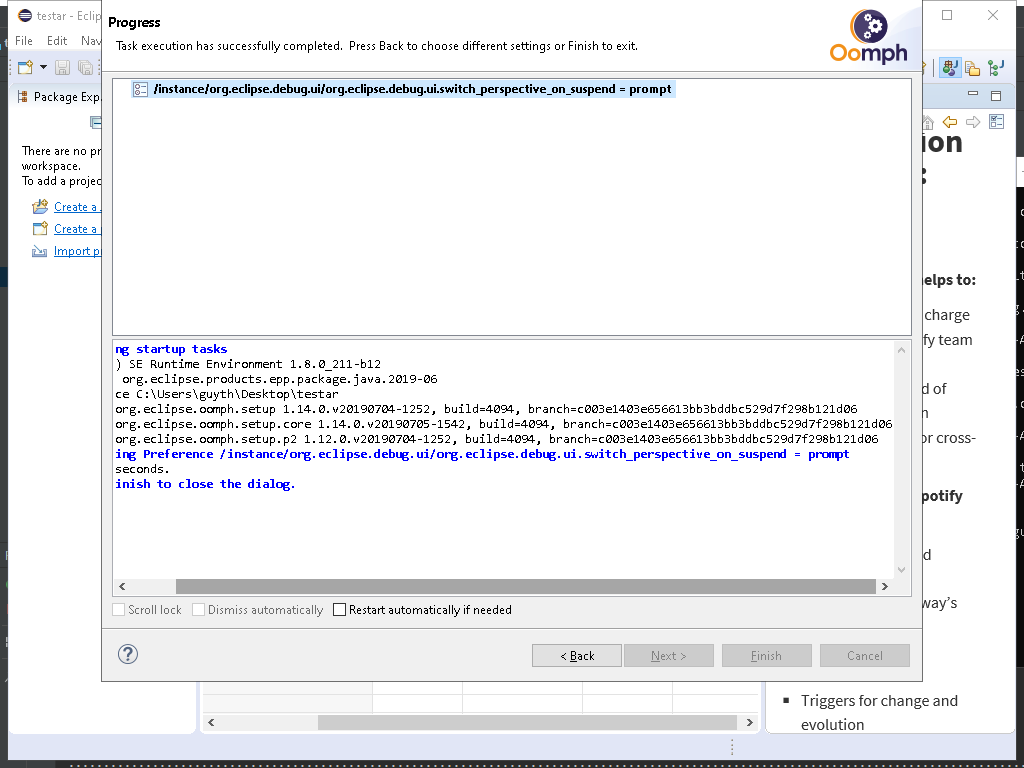 testar - Eclip
Progress
Task execution has successfully completed. Press Back to choose different settings or Finish to exit.
Oomph
File Edit Nav
/instance/org.eclipse.debug.ui/org.eclipse.debug.ui.switch_perspective_on_suspend = prompt
Package Exp
There are no pr
workspace.
To add a projec
Create a
Create a
Import p
ion
:
elps to:
charge
fy team
d of
n
or cross-
potify
d
way's
ng startup tasks
) SE Runtime Environment 1.8.0_211-b12
org.eclipse.products.epp.package.java.2019-06
ce C:\Users\guyth\Desktop\testar
org.eclipse.oomph.setup 1.14.0.v20190704-1252, build=4094, branch=c003e1403e656613bb3bddbc529d7f298b121d06
org.eclipse.oomph.setup.core 1.14.0.v20190705-1542, build=4094, branch=c003e1403e656613bb3bddbc529d7f298b121d06
org.eclipse.oomph.setup.p2 1.12.0.v20190704-1252, build=4094, branch=c003e1403e656613bb3bddbc529d7f298b121d06
ing Preference /instance/org.eclipse.debug.ui/org.eclipse.debug.ui.switch_perspective_on_suspend = prompt
seconds.
inish to close the dialog.
Scroll lock Dismiss automatically Restart automatically if needed
< Back Next > Finish Cancel
▪ Triggers for change and
evolution